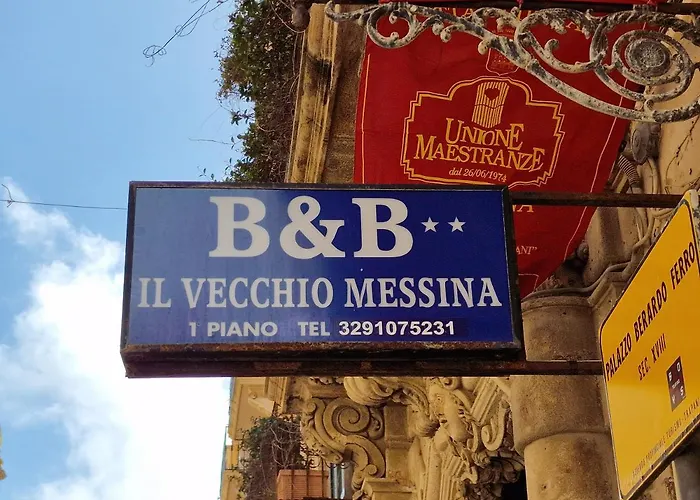 UNIONE
MAESTRANZE
dal 26/06/1974
B&B**
IL VECCHIO MESSINA
1 PIANO TEL 3291075231
PALAZZO BERARDO FERRO
SEC. XVIII